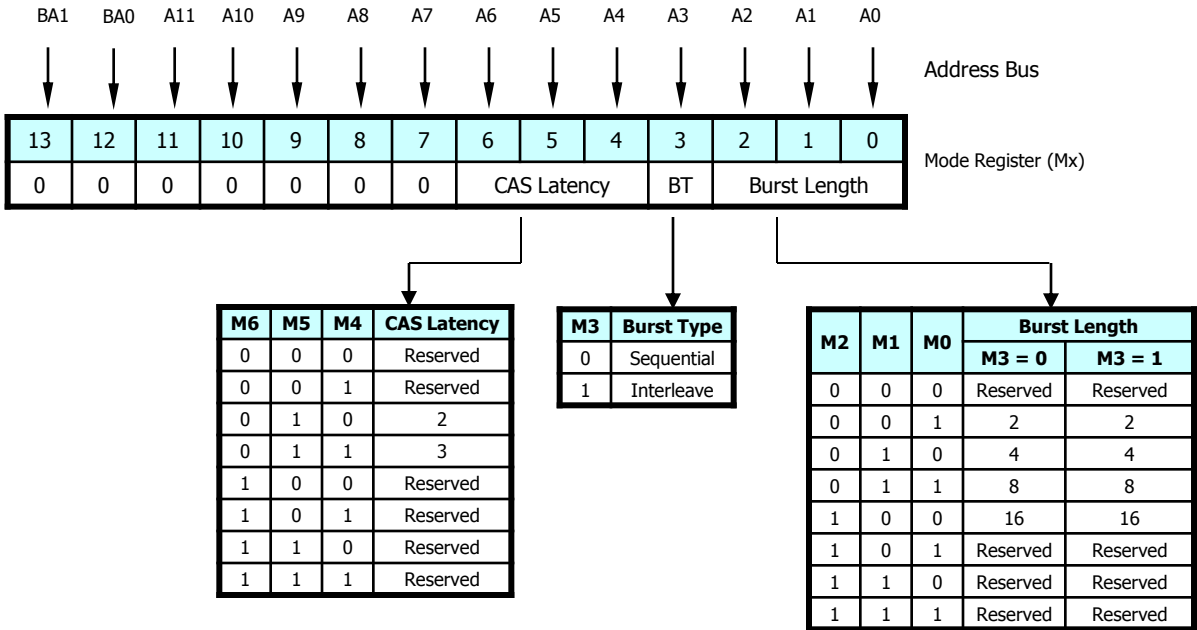 BA1 BA0 A11 A10 A9 A8 A7 A6 A5 A4 A3 A2 A1 A0
Address Bus
13 12 11 10 9 8 7 6 5 4 3 2 1 0
Mode Register (Mx)
0 0 0 0 0 0 0 CAS Latency BT Burst Length
M6 M5 M4 CAS Latency
0 0 0 Reserved
0 0 1 Reserved
0 1 0 2
0 1 1 3
1 0 0 Reserved
1 0 1 Reserved
1 1 0 Reserved
1 1 1 Reserved
M3 Burst Type
0 Sequential
1 Interleave
M2 M1 M0 Burst Length
M3 = 0 M3 = 1
0 0 0 Reserved Reserved
0 0 1 2 2
0 1 0 4 4
0 1 1 8 8
1 0 0 16 16
1 0 1 Reserved Reserved
1 1 0 Reserved Reserved
1 1 1 Reserved Reserved